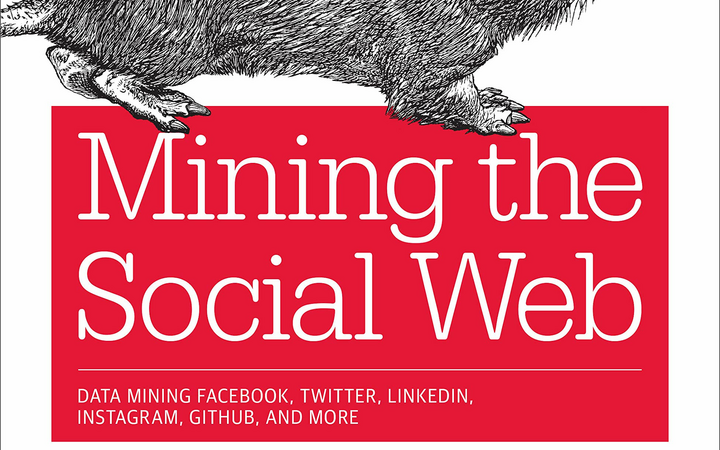 Mining the
Social Web
DATA MINING FACEBOOK, TWITTER, LINKEDIN,
INSTAGRAM, GITHUB, AND MORE